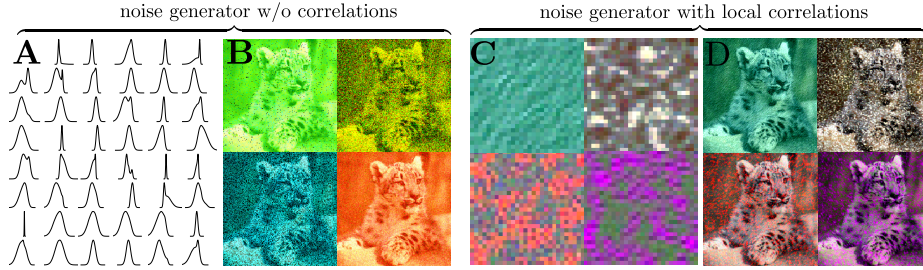 noise generator w/o correlations
noise generator with local correlations
A
B
C
D